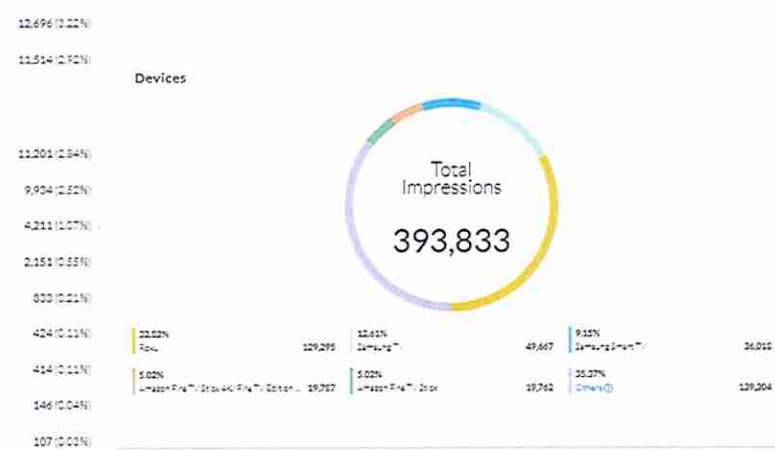 12,696 (3.22%)
11,514 (2.92%)
Devices
11,201 (2.84%)
9,934 (2.52%)
4,211 (1.07%)
2,151 (0.55%)
833 (0.21%)
424 (0.11%)
414 (0.11%)
146 (0.04%)
107 (0.03%)
Total
Impressions
393,833
32.83%
Roku 129,295
12.61%
Samsung TV 49,667
9.15%
Samsung Smart TV 36,018
5.02%
Amazon Fire TV Stick 4K/ Fire TV Edition ... 19,787
5.02%
Amazon Fire TV Stick 19,762
35.37%
Others 139,304